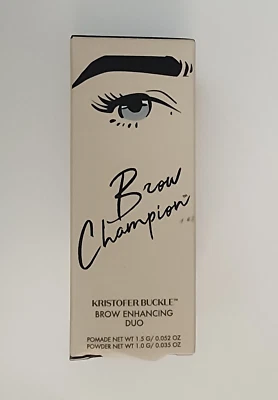 Brow
Champion™
KRISTOFER BUCKLE™
BROW ENHANCING
DUO
POMADE NET WT 1.5 G/ 0.052 OZ
POWDER NET WT 1.0 G/ 0.035 OZ